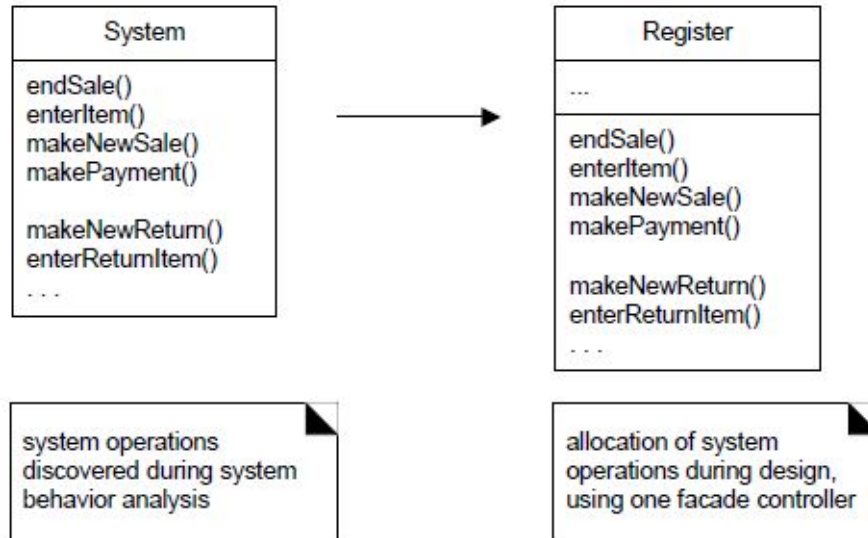 System
endSale()
enterItem()
makeNewSale()
makePayment()
makeNewReturn()
enterReturnItem()
. . .
Register
...
endSale()
enterItem()
makeNewSale()
makePayment()
makeNewReturn()
enterReturnItem()
. . .
system operations
discovered during system
behavior analysis
allocation of system
operations during design,
using one facade controller